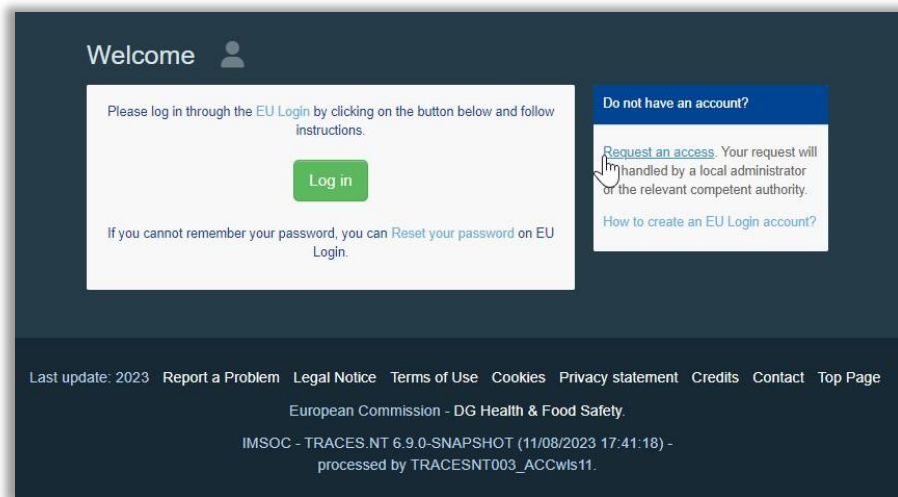 Welcome
Please log in through the EU Login by clicking on the button below and follow
instructions.
Log in
If you cannot remember your password, you can Reset your password on EU
Login.
Do not have an account?
Request an access. Your request will
handled by a local administrator
or the relevant competent authority.
How to create an EU Login account?
Last update: 2023 Report a Problem Legal Notice Terms of Use Cookies Privacy statement Credits Contact Top Page
European Commission - DG Health & Food Safety.
IMSOC - TRACES.NT 6.9.0-SNAPSHOT (11/08/2023 17:41:18) -
processed by TRACESNT003_ACCwls11.